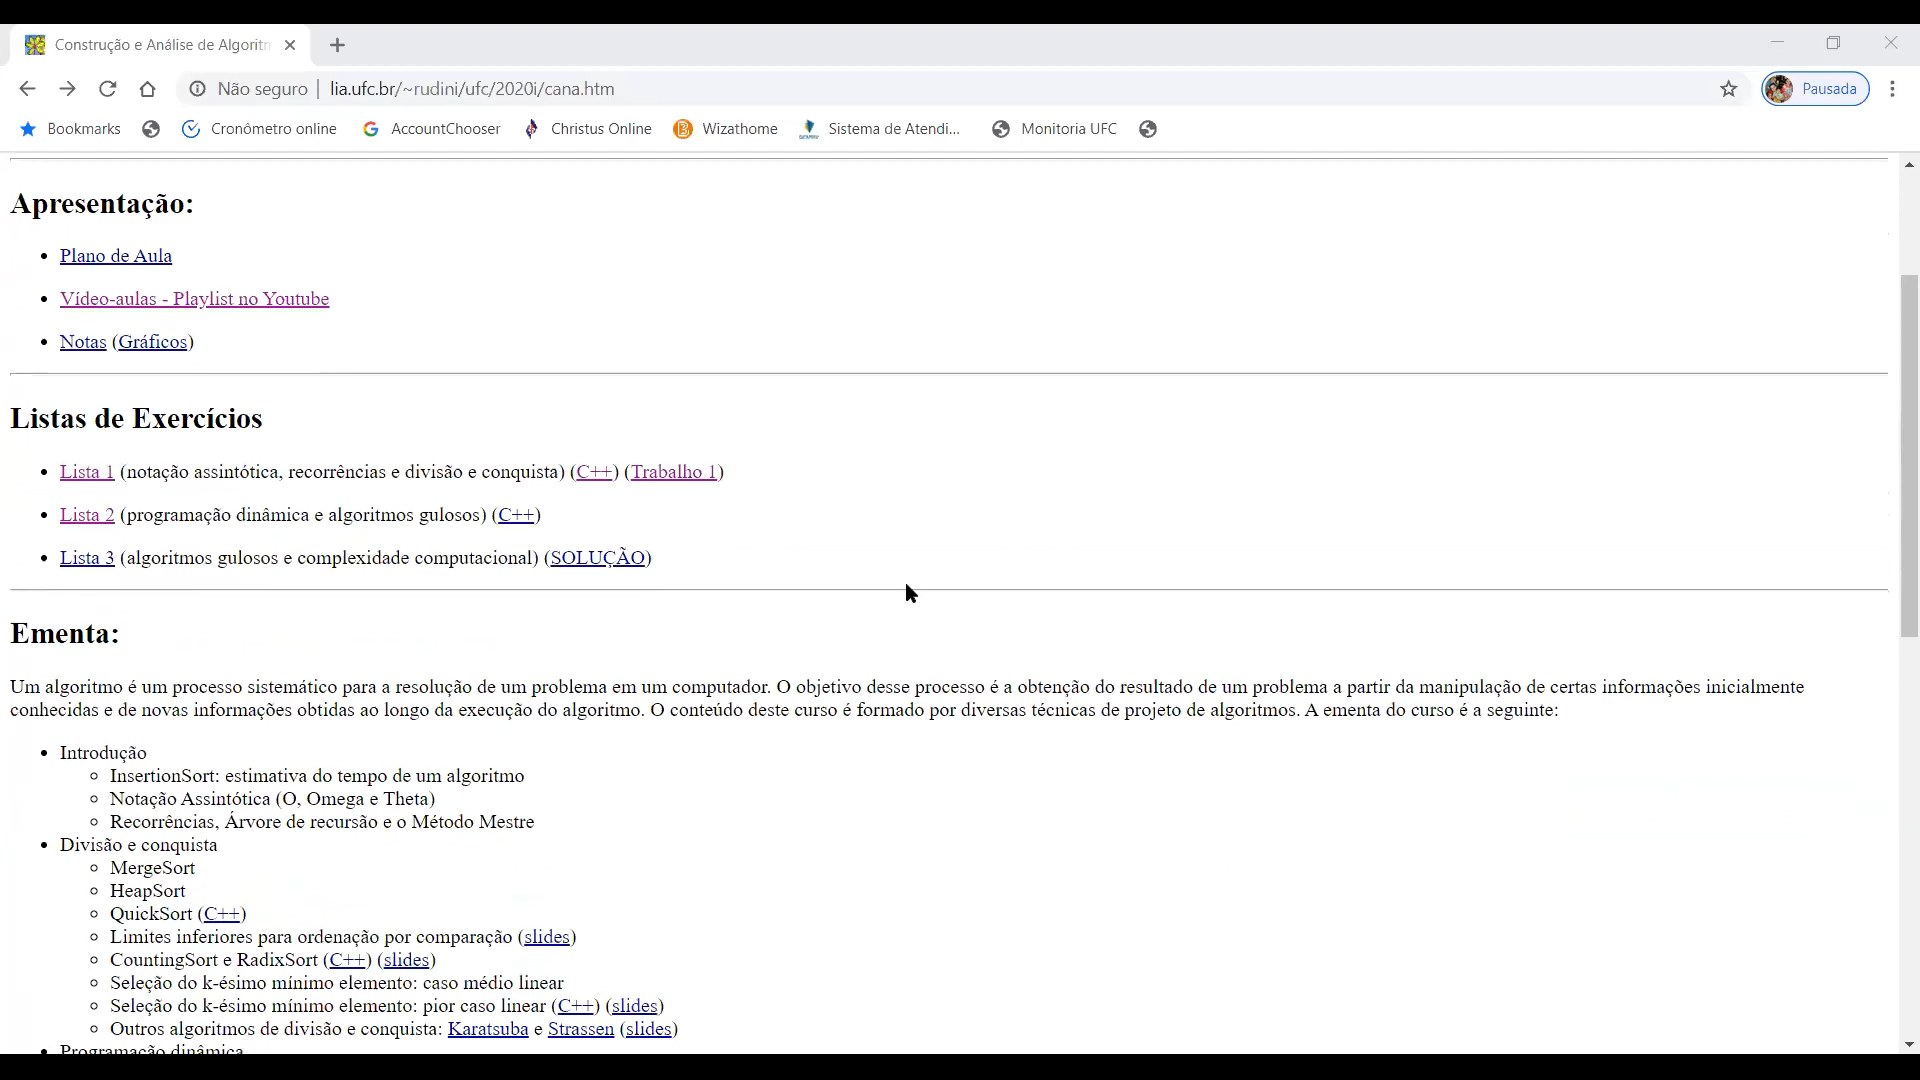 Construção e Análise de Algoritm
Não seguro | lia.ufc.br/~rudini/ufc/2020i/cana.htm
Pausada
Bookmarks Cronômetro online AccountChooser Christus Online Wizathome Sistema de Atendi... Monitoria UFC
Apresentação:
Plano de Aula
Vídeo-aulas - Playlist no Youtube
Notas (Gráficos)
Listas de Exercícios
Lista 1 (notação assintótica, recorrências e divisão e conquista) (C++) (Trabalho 1)
Lista 2 (programação dinâmica e algoritmos gulosos) (C++)
Lista 3 (algoritmos gulosos e complexidade computacional) (SOLUÇÃO)
Ementa:
Um algoritmo é um processo sistemático para a resolução de um problema em um computador. O objetivo desse processo é a obtenção do resultado de um problema a partir da manipulação de certas informações inicialmente
conhecidas e de novas informações obtidas ao longo da execução do algoritmo. O conteúdo deste curso é formado por diversas técnicas de projeto de algoritmos. A ementa do curso é a seguinte:
Introdução
InsertionSort: estimativa do tempo de um algoritmo
Notação Assintótica (O, Omega e Theta)
Recorrências, Árvore de recursão e o Método Mestre
Divisão e conquista
MergeSort
HeapSort
QuickSort (C++)
Limites inferiores para ordenação por comparação (slides)
CountingSort e RadixSort (C++) (slides)
Seleção do k-ésimo mínimo elemento: caso médio linear
Seleção do k-ésimo mínimo elemento: pior caso linear (C++) (slides)
Outros algoritmos de divisão e conquista: Karatsuba e Strassen (slides)
Programação dinâmica